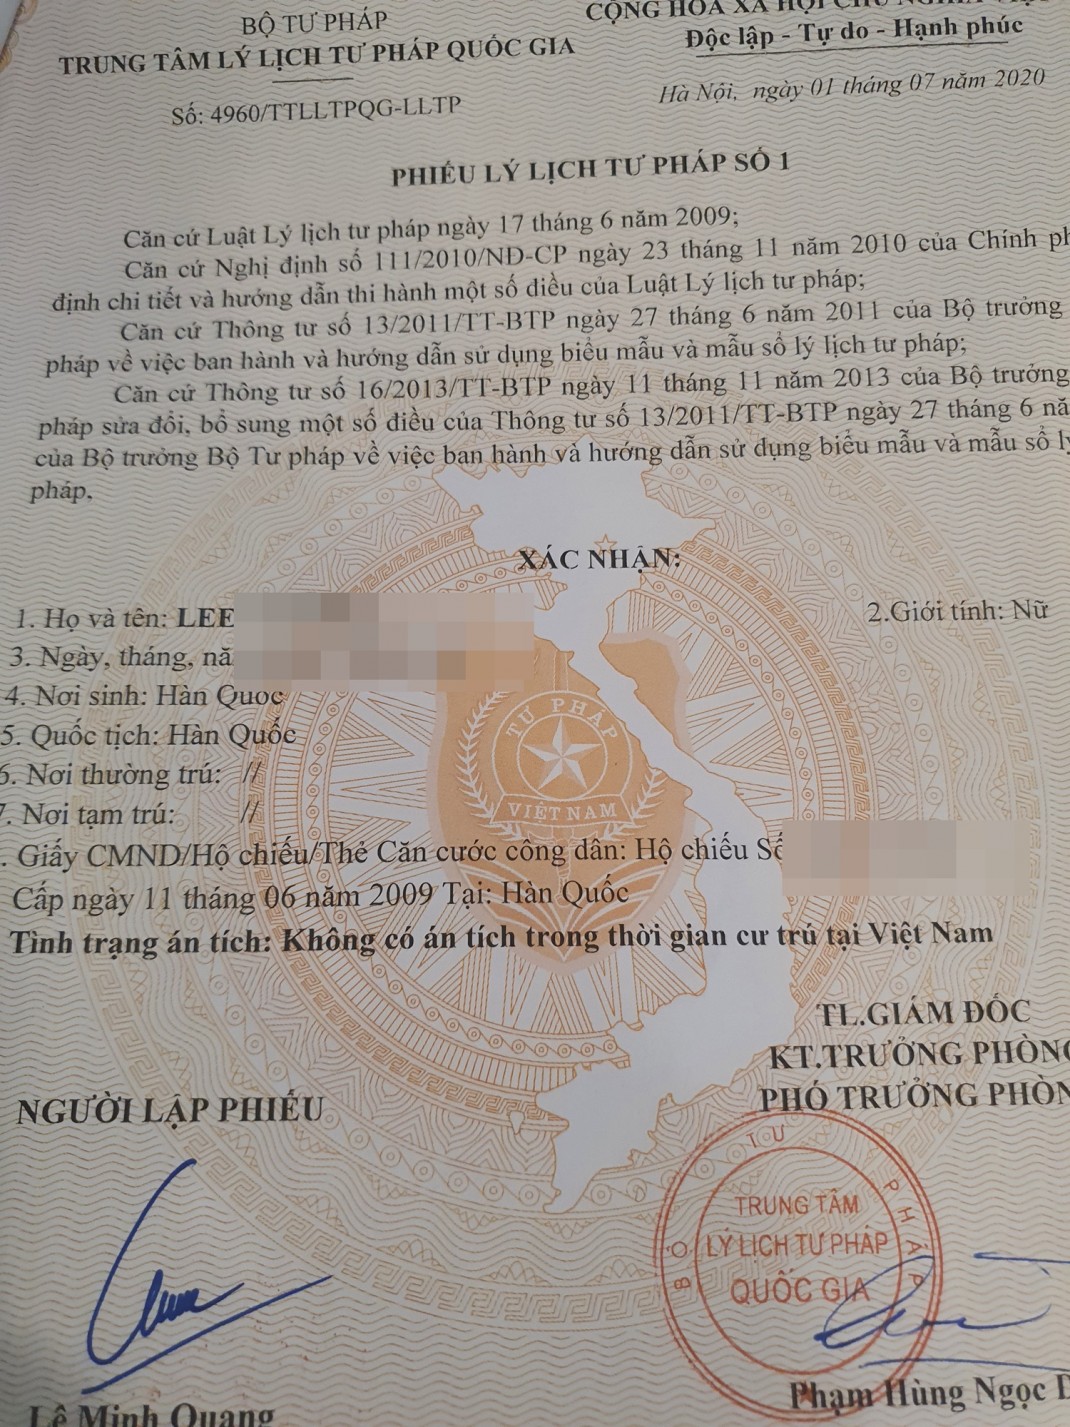 BỘ TƯ PHÁP
TRUNG TÂM LÝ LỊCH TƯ PHÁP QUỐC GIA
CỘNG HÒA XÃ HỘI CHỦ NGHĨA
Độc lập - Tự do - Hạnh phúc
Số: 4960/TTLLTPQG-LLTP
Hà Nội, ngày 01 tháng 07 năm 2020
PHIẾU LÝ LỊCH TƯ PHÁP SỐ 1
Căn cứ Luật Lý lịch tư pháp ngày 17 tháng 6 năm 2009;
Căn cứ Nghị định số 111/2010/NĐ-CP ngày 23 tháng 11 năm 2010 của Chính ph
định chi tiết và hướng dẫn thi hành một số điều của Luật Lý lịch tư pháp;
Căn cứ Thông tư số 13/2011/TT-BTP ngày 27 tháng 6 năm 2011 của Bộ trưởng
pháp về việc ban hành và hướng dẫn sử dụng biểu mẫu và mẫu sổ lý lịch tư pháp;
Căn cứ Thông tư số 16/2013/TT-BTP ngày 11 tháng 11 năm 2013 của Bộ trưởng
pháp sửa đổi, bổ sung một số điều của Thông tư số 13/2011/TT-BTP ngày 27 tháng 6 nă
của Bộ trưởng Bộ Tư pháp về việc ban hành và hướng dẫn sử dụng biểu mẫu và mẫu sổ lý
pháp.
XÁC NHẬN:
1. Họ và tên: LEE
2.Giới tính: Nữ
3. Ngày, tháng, nă
4. Nơi sinh: Hàn Quốc
5. Quốc tịch: Hàn Quốc
6. Nơi thường trú: //
7. Nơi tạm trú: //
. Giấy CMND/Hộ chiếu/Thẻ Căn cước công dân: Hộ chiếu Số
Cấp ngày 11 tháng 06 năm 2009 Tại: Hàn Quốc
Tình trạng án tích: Không có án tích trong thời gian cư trú tại Việt Nam
TƯ PHÁP
VIỆT NAM
TL.GIÁM ĐỐC
KT.TRƯỞNG PHÒNG
PHÓ TRƯỞNG PHÒN
NGƯỜI LẬP PHIẾU
BỘ TƯ PHÁP
TRUNG TÂM
LÝ LỊCH TƯ PHÁP
QUỐC GIA
Lê Minh Quang
Phạm Hùng Ngọc